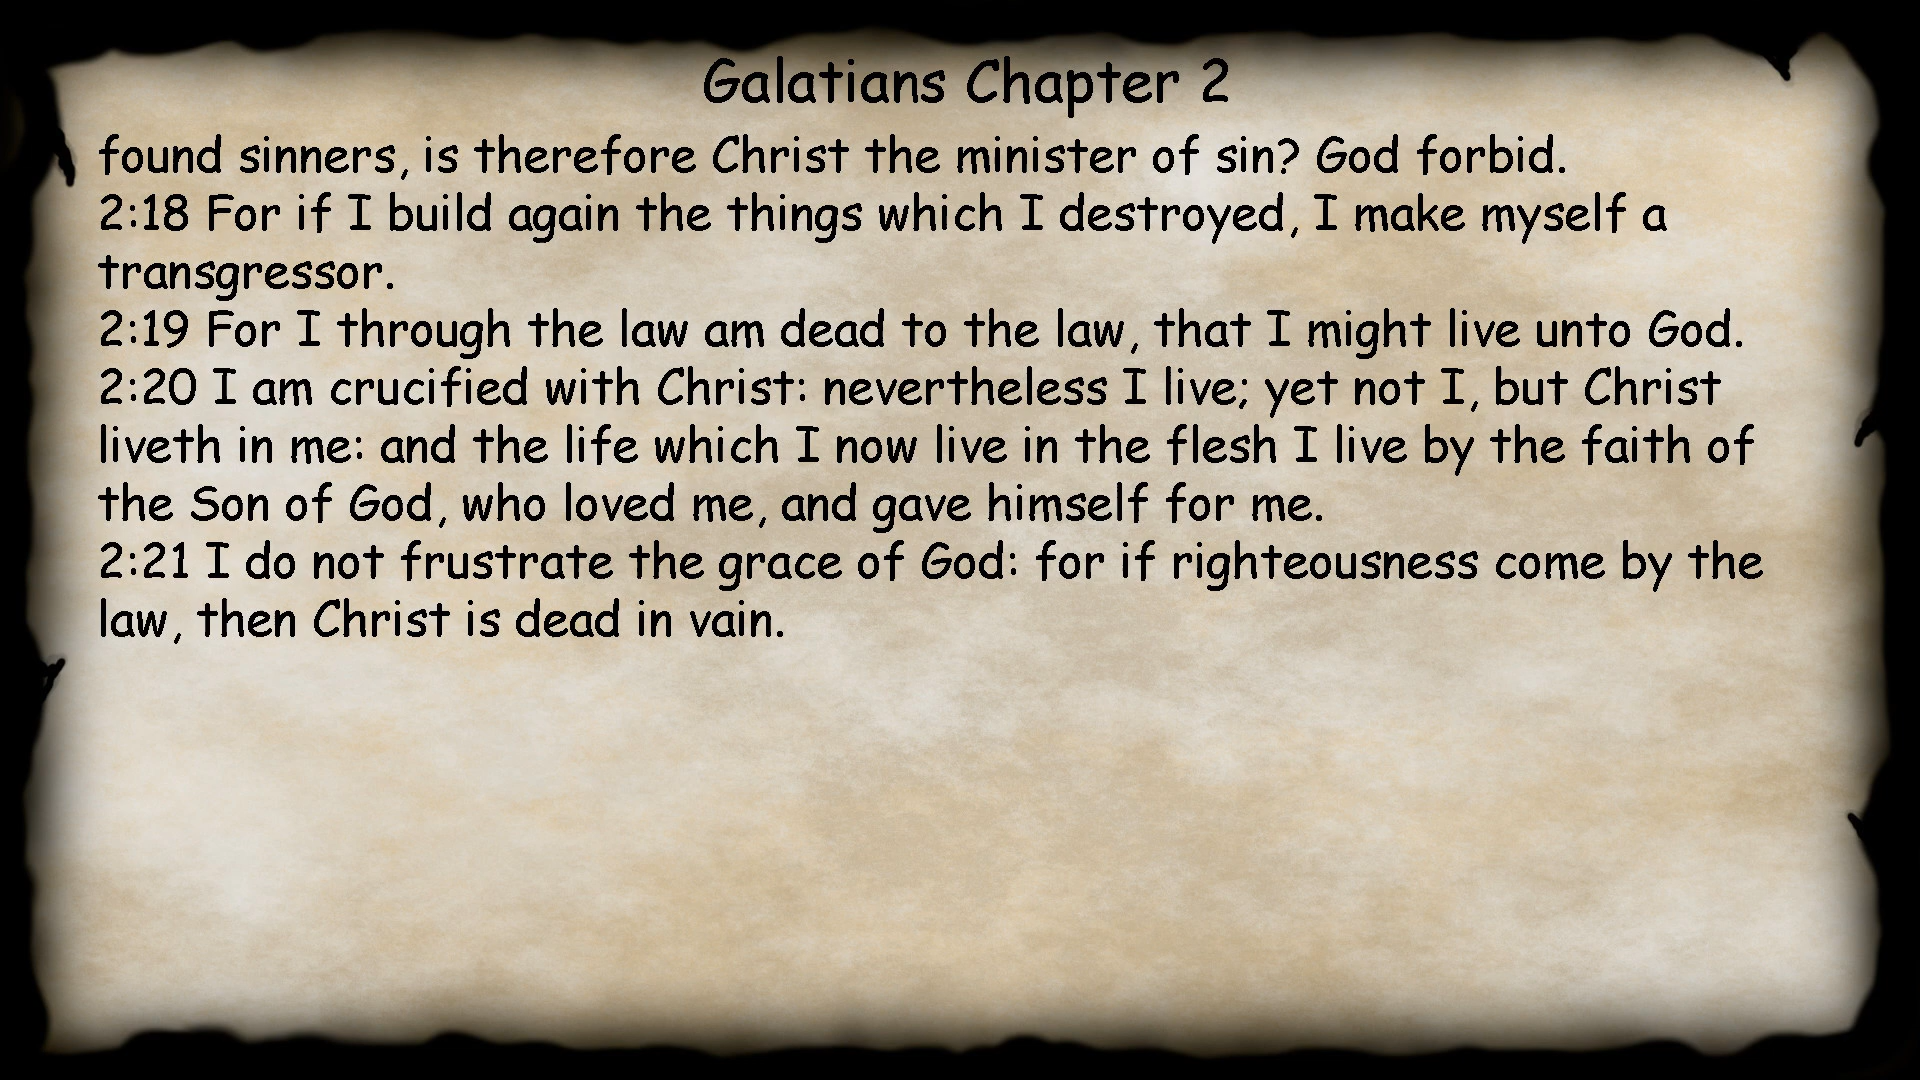 Galatians Chapter 2
found sinners, is therefore Christ the minister of sin? God forbid.
2:18 For if I build again the things which I destroyed, I make myself a
transgressor.
2:19 For I through the law am dead to the law, that I might live unto God.
2:20 I am crucified with Christ: nevertheless I live; yet not I, but Christ
liveth in me: and the life which I now live in the flesh I live by the faith of
the Son of God, who loved me, and gave himself for me.
2:21 I do not frustrate the grace of God: for if righteousness come by the
law, then Christ is dead in vain.